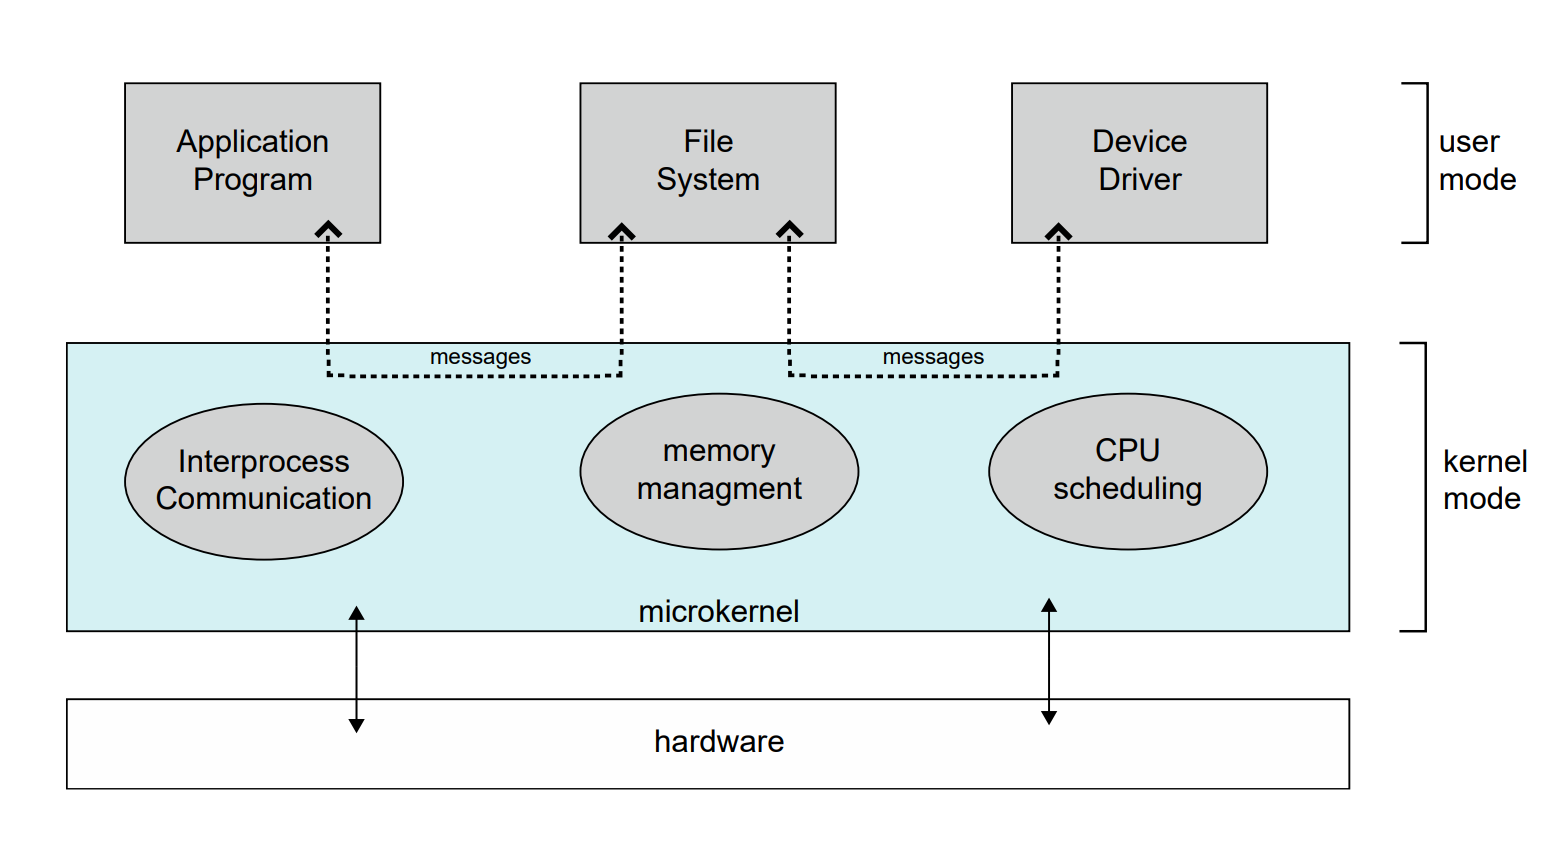 Application
Program
File
System
Device
Driver
user
mode
messages
messages
Interprocess
Communication
memory
managment
CPU
scheduling
kernel
mode
microkernel
hardware